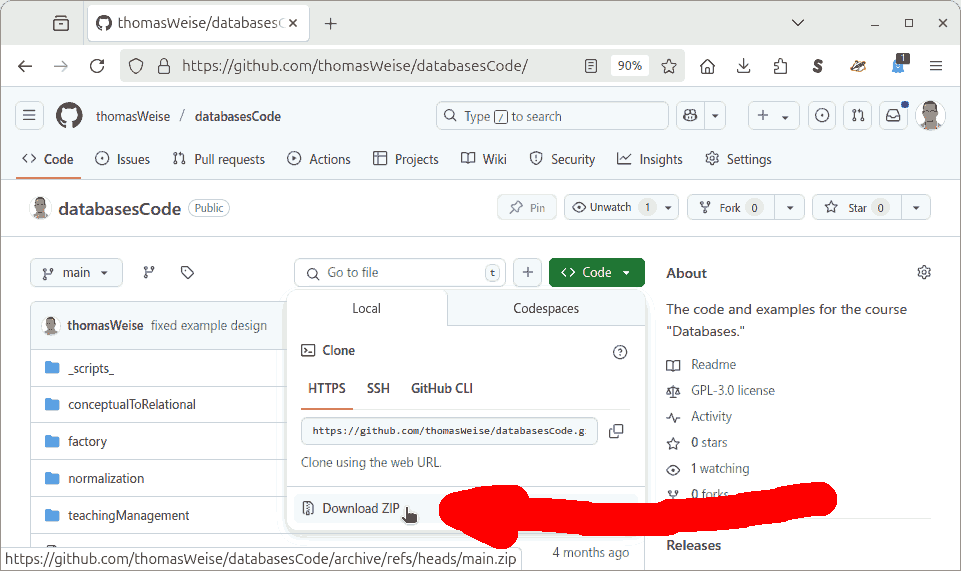 thomasWeise/databasesC
https://github.com/thomasWeise/databasesCode/
90%
1
thomasWeise / databasesCode
Type / to search
Code
Issues
Pull requests
Actions
Projects
Wiki
Security
Insights
Settings
databasesCode
Public
Pin
Unwatch 1
Fork 0
Star 0
main
Go to file
t
Code
About
The code and examples for the course
"Databases."
Readme
GPL-3.0 license
Activity
0 stars
1 watching
0 forks
Releases
thomasWeise fixed example design
_scripts_
conceptualToRelational
factory
normalization
teachingManagement
Local
Codespaces
Clone
HTTPS
SSH
GitHub CLI
https://github.com/thomasWeise/databasesCode.g
Clone using the web URL.
Download ZIP
4 months ago
https://github.com/thomasWeise/databasesCode/archive/refs/heads/main.zip